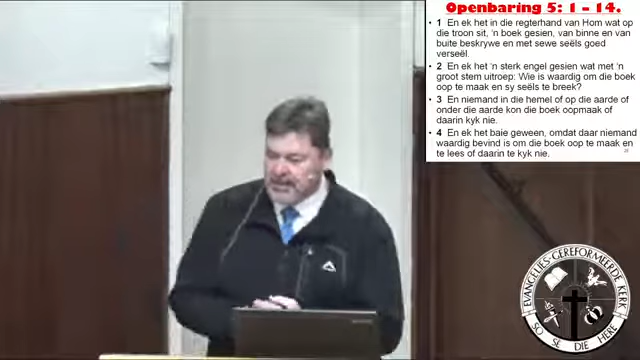 Openbaring 5: 1 – 14.
• 1 En ek het in die regterhand van Hom wat op
die troon sit, 'n boek gesien, van binne en van
buite beskrywe en met sewe seëls goed
verseël.
• 2 En ek het 'n sterk engel gesien wat met 'n
groot stem uitroep: Wie is waardig om die boek
oop te maak en sy seëls te breek?
• 3 En niemand in die hemel of op die aarde of
onder die aarde kon die boek oopmaak of
daarin kyk nie.
• 4 En ek het baie geween, omdat daar niemand
waardig bevind is om die boek oop te maak en
te lees of daarin te kyk nie.
EVANGELIES-GEREFORMEERDE KERK
SO SÊ DIE HERE